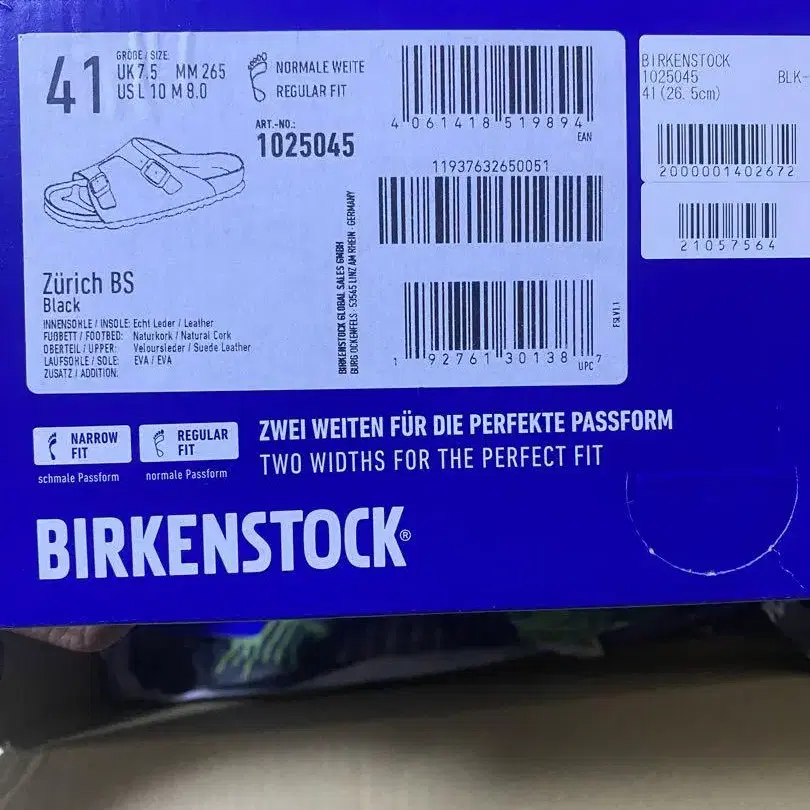 41
GRÖßE / SIZE
UK 7.5 MM 265
US L 10 M 8.0
NORMALE WEITE
REGULAR FIT
ART.-NO.:
1025045
4 061418 519894
EAN
11937632650051
Zürich BS
Black
INNENSOHLE / INSOLE: Echt Leder / Leather
FUßBETT / FOOTBED: Naturkork / Natural Cork
OBERTEIL / UPPER: Veloursleder / Suede Leather
LAUFSOHLE / SOLE: EVA / EVA
ZUSATZ / ADDITION:
BIRKENSTOCK GLOBAL SALES GMBH
BURG OCKENFELS · 53545 LINZ AM RHEIN · GERMANY
1 92761 30138 7
UPC
FSLV1.1
BIRKENSTOCK
1025045 BLK-
41(26.5cm)
2000001402672
21057564
NARROW FIT
schmale Passform
REGULAR FIT
normale Passform
ZWEI WEITEN FÜR DIE PERFEKTE PASSFORM
TWO WIDTHS FOR THE PERFECT FIT
BIRKENSTOCK®